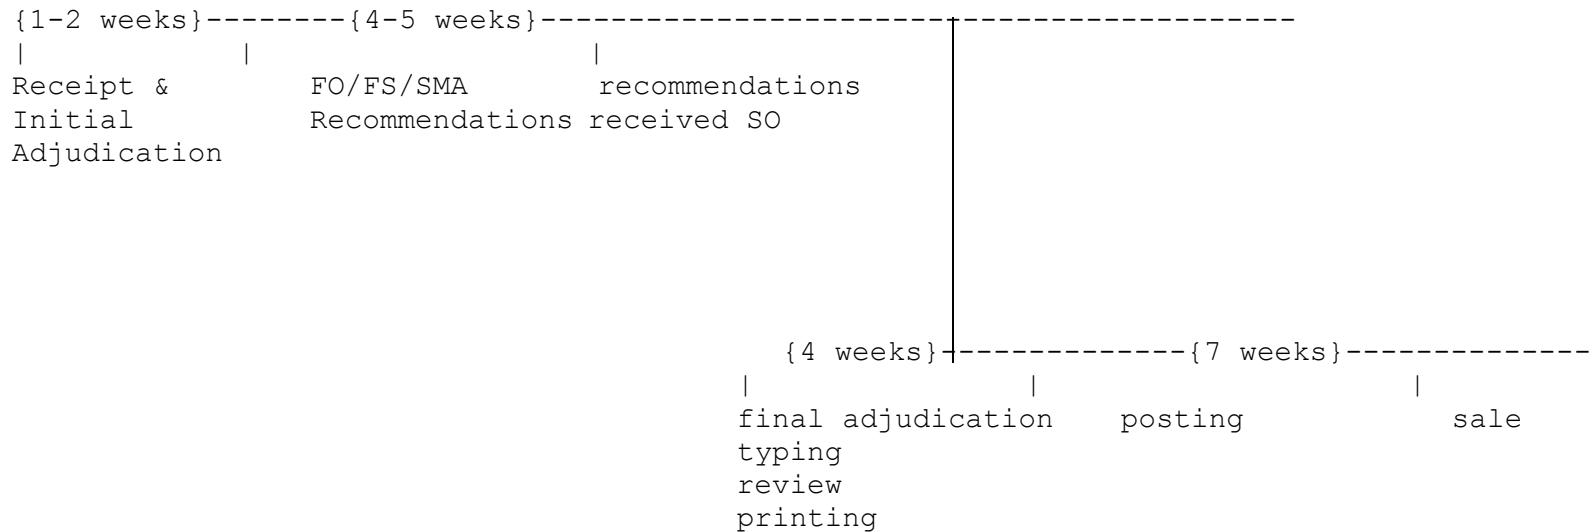 {1-2 weeks}--------{4-5 weeks}-------------------------------------------
| | |
Receipt & FO/FS/SMA recommendations
Initial Recommendations received SO
Adjudication
{4 weeks}--------------{7 weeks}--------------
| | |
final adjudication posting sale
typing
review
printing